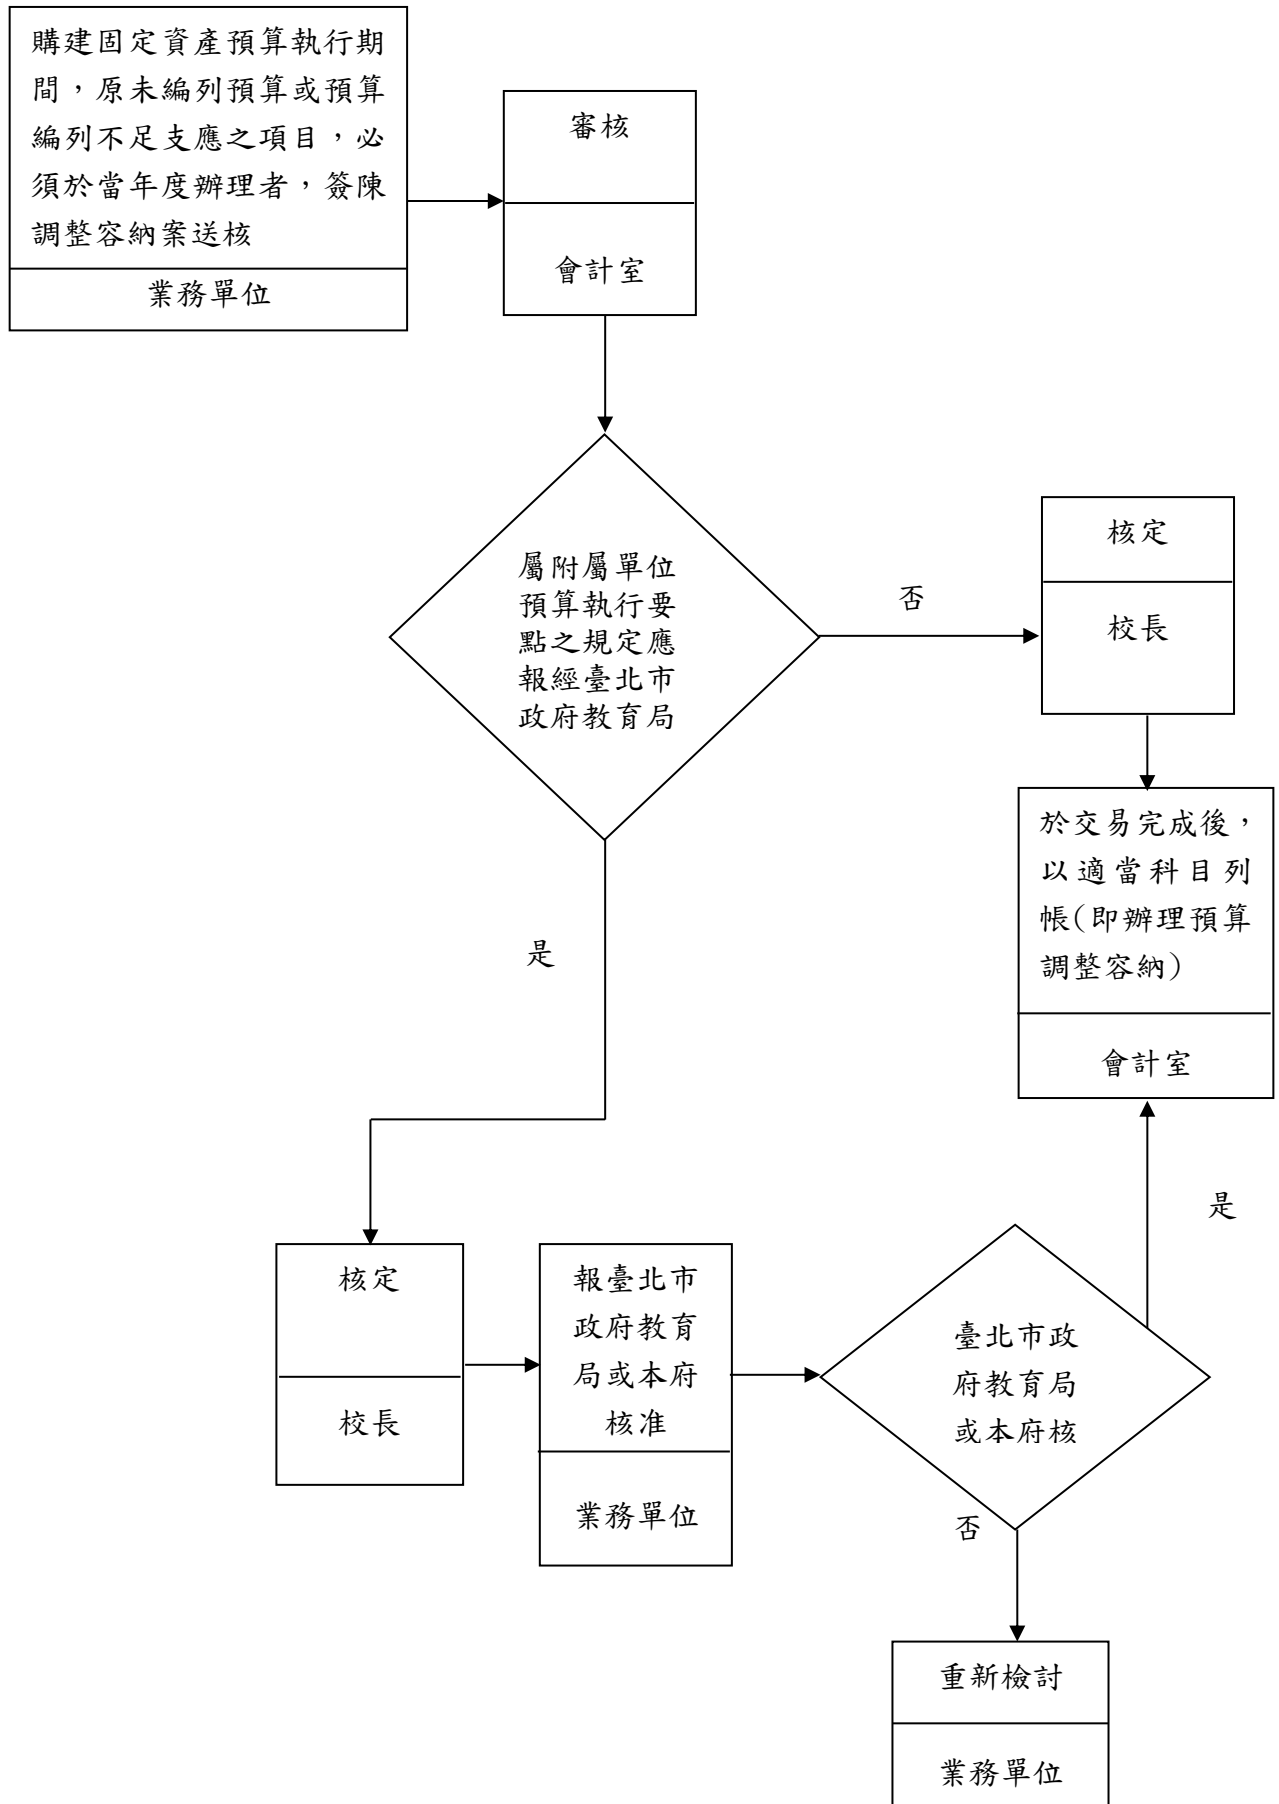 購建固定資產預算執行期
間，原未編列預算或預算
編列不足支應之項目，必
須於當年度辦理者，簽陳
調整容納案送核
業務單位
審核
會計室
屬附屬單位
預算執行要
點之規定應
報經臺北市
政府教育局
否
核定
校長
於交易完成後，
以適當科目列
帳(即辦理預算
調整容納)
會計室
是
是
核定
校長
報臺北市
政府教育
局或本府
核准
業務單位
臺北市政
府教育局
或本府核
否
重新檢討
業務單位